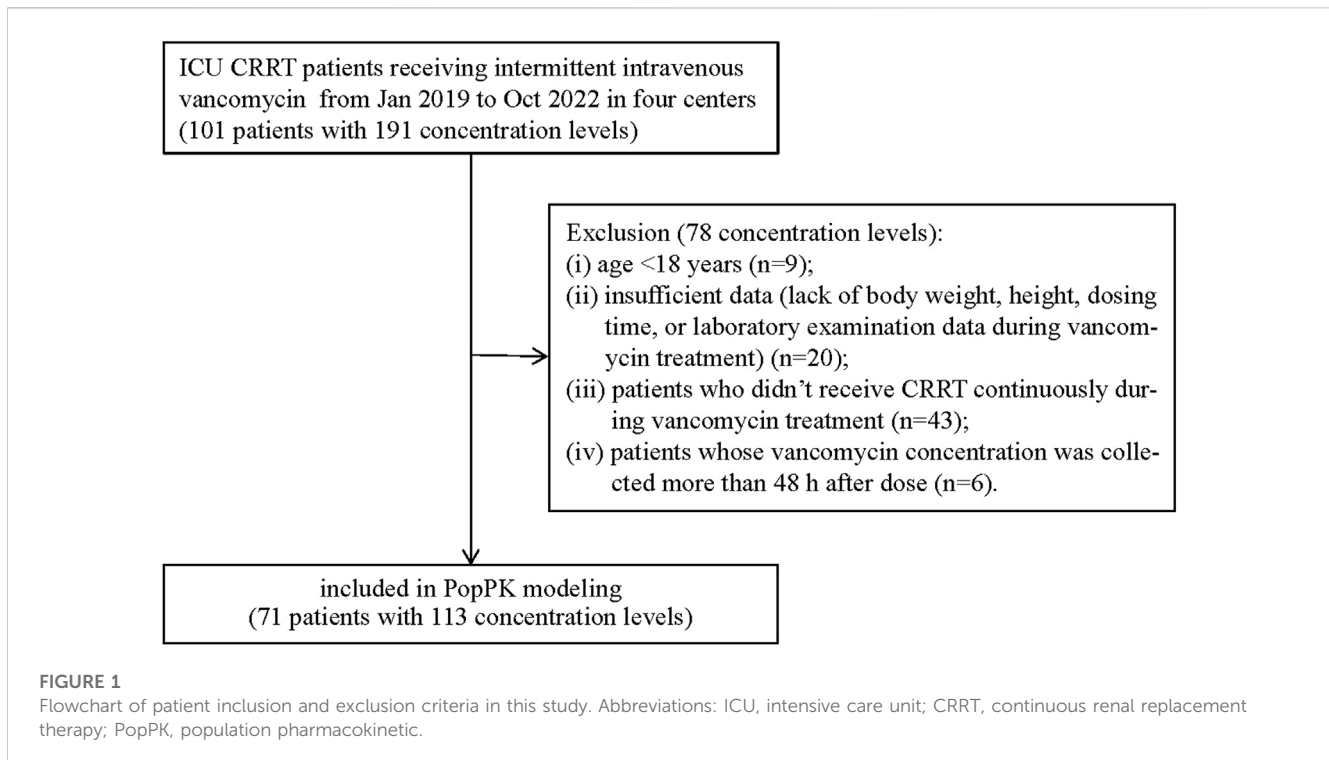 ICU CRRT patients receiving intermittent intravenous
vancomycin from Jan 2019 to Oct 2022 in four centers
(101 patients with 191 concentration levels)
Exclusion (78 concentration levels):
(i) age <18 years (n=9);
(ii) insufficient data (lack of body weight, height, dosing
time, or laboratory examination data during vancom-
ycin treatment) (n=20);
(iii) patients who didn’t receive CRRT continuously dur-
ing vancomycin treatment (n=43);
(iv) patients whose vancomycin concentration was colle-
cted more than 48 h after dose (n=6).
included in PopPK modeling
(71 patients with 113 concentration levels)
FIGURE 1
Flowchart of patient inclusion and exclusion criteria in this study. Abbreviations: ICU, intensive care unit; CRRT, continuous renal replacement
therapy; PopPK, population pharmacokinetic.